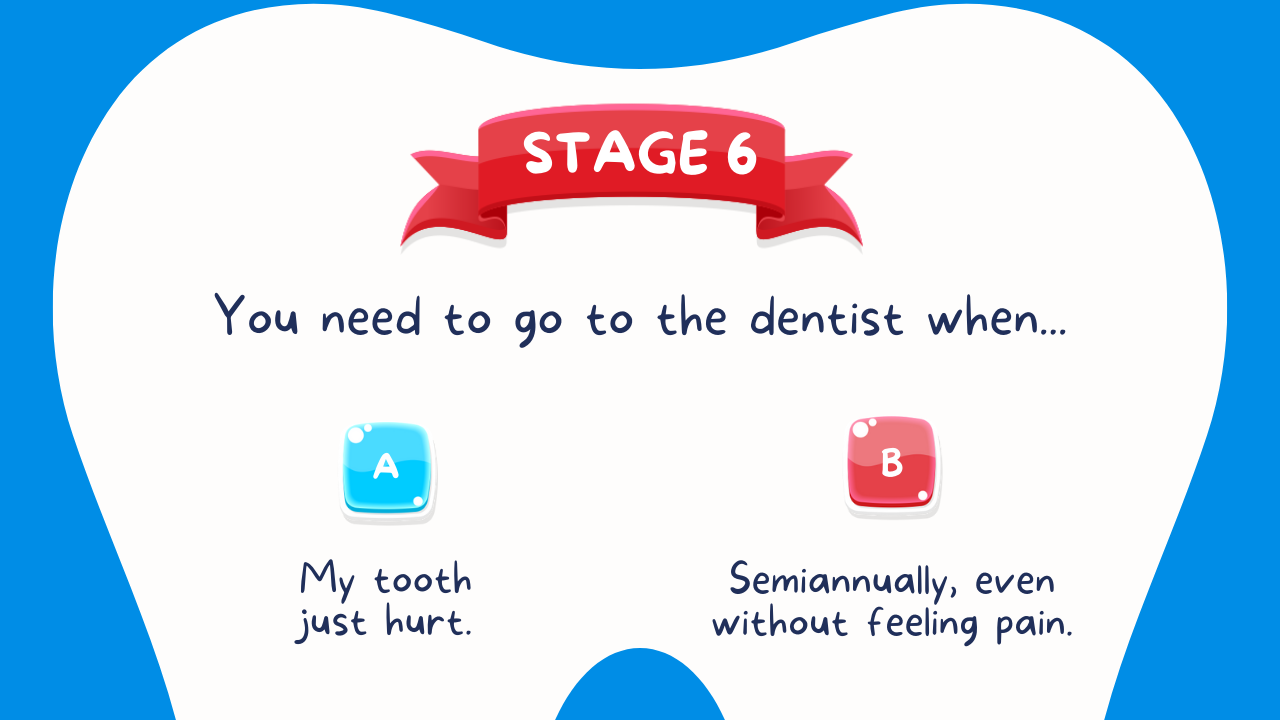 STAGE 6
You need to go to the dentist when...
A
B
My tooth
just hurt.
Semiannually, even
without feeling pain.